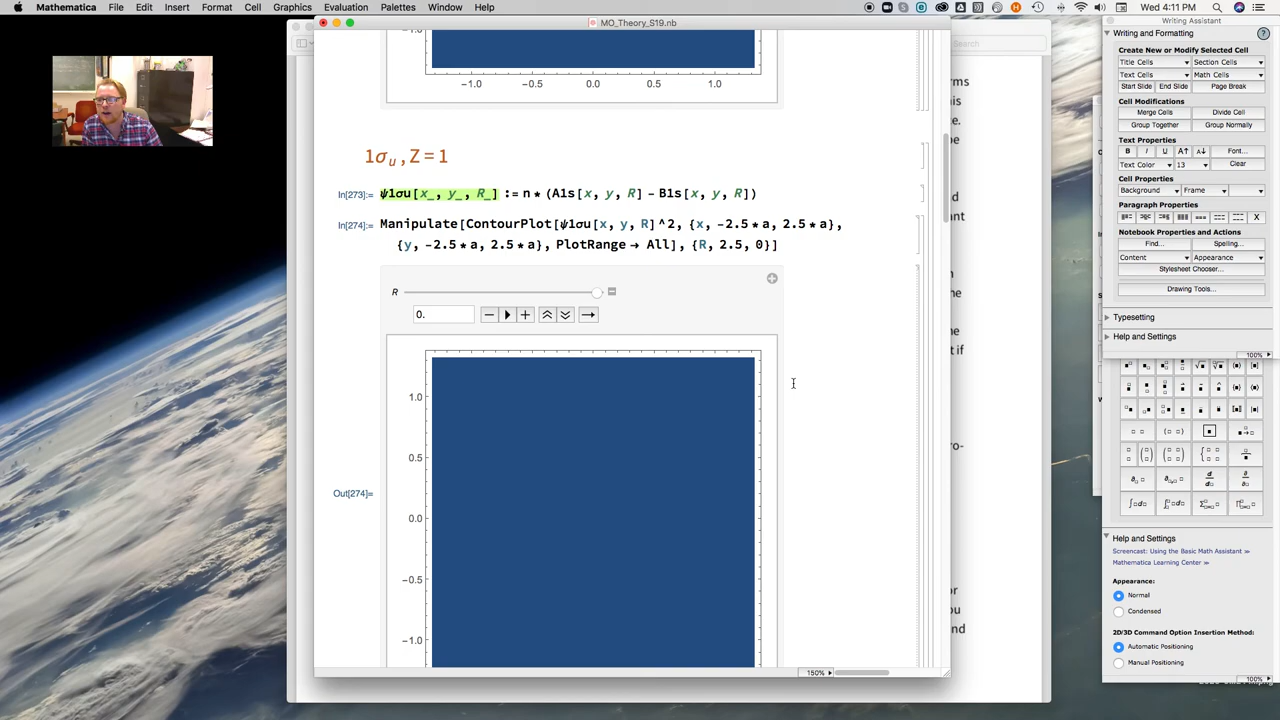 Mathematica File Edit Insert Format Cell Graphics Evaluation Palettes Window Help
Wed 4:11 PM
MO_Theory_S19.nb
Search
−1.0 −0.5 0.0 0.5 1.0
1σu,Z=1
In[273]:= ψ1σu[x_, y_, R_] := n*(A1s[x, y, R] − B1s[x, y, R])
In[274]:= Manipulate[ContourPlot[ψ1σu[x, y, R]^2, {x, −2.5*a, 2.5*a},
{y, −2.5*a, 2.5*a}, PlotRange → All], {R, 2.5, 0}]
R
0.
1.0
0.5
Out[274]=
0.0
−0.5
−1.0
150%
Writing Assistant
Writing and Formatting
Create New or Modify Selected Cell
Title Cells Section Cells
Text Cells Math Cells
Start Slide End Slide Page Break
Cell Modifications
Merge Cells Divide Cell
Group Together Group Normally
Text Properties
B I U A↑ A↓ Font...
Text Color 13 Clear
Cell Properties
Background Frame
Paragraph Properties
Notebook Properties and Actions
Find... Spelling...
Content Appearance
Stylesheet Chooser...
Drawing Tools...
Typesetting
Help and Settings
100%
Help and Settings
Screencast: Using the Basic Math Assistant >>
Mathematica Learning Center >>
Appearance:
Normal
Condensed
2D/3D Command Option Insertion Method:
Automatic Positioning
Manual Positioning
100%